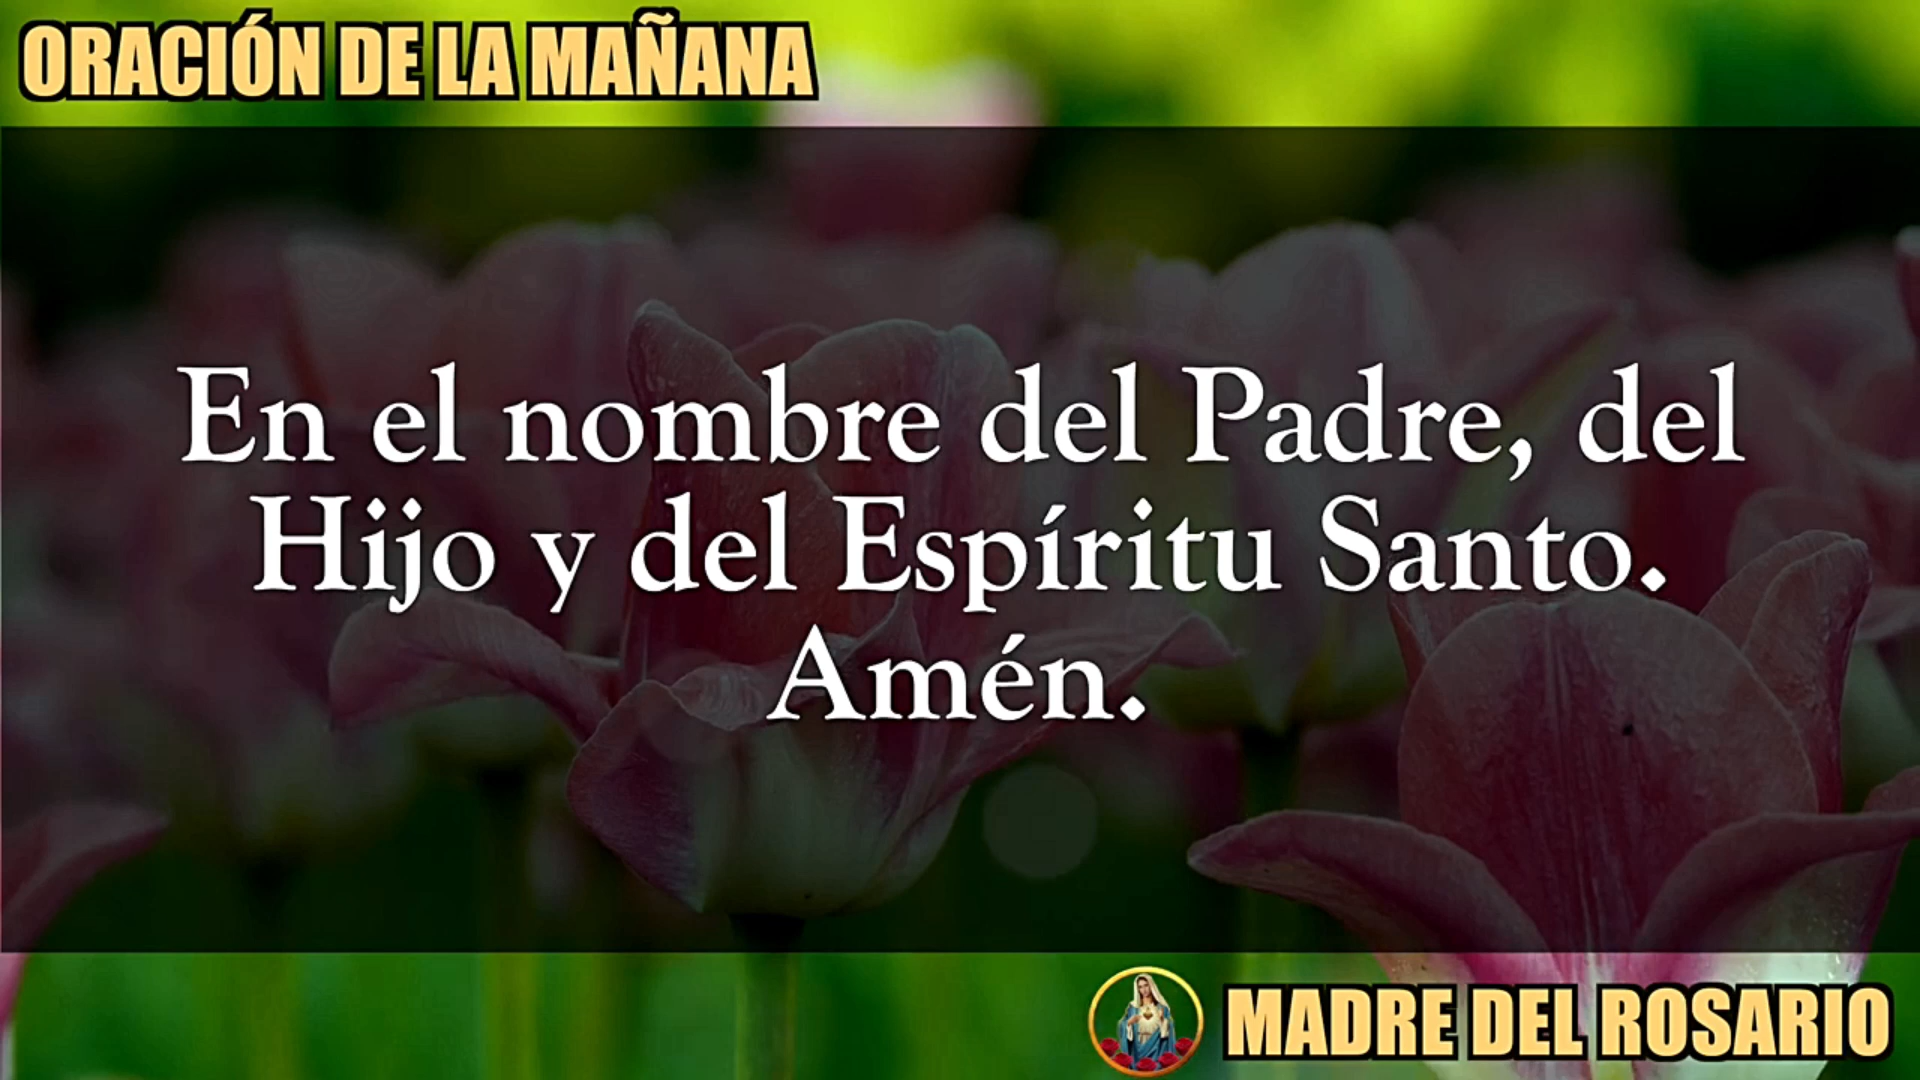 ORACIÓN DE LA MAÑANA
En el nombre del Padre, del
Hijo y del Espíritu Santo.
Amén.
MADRE DEL ROSARIO